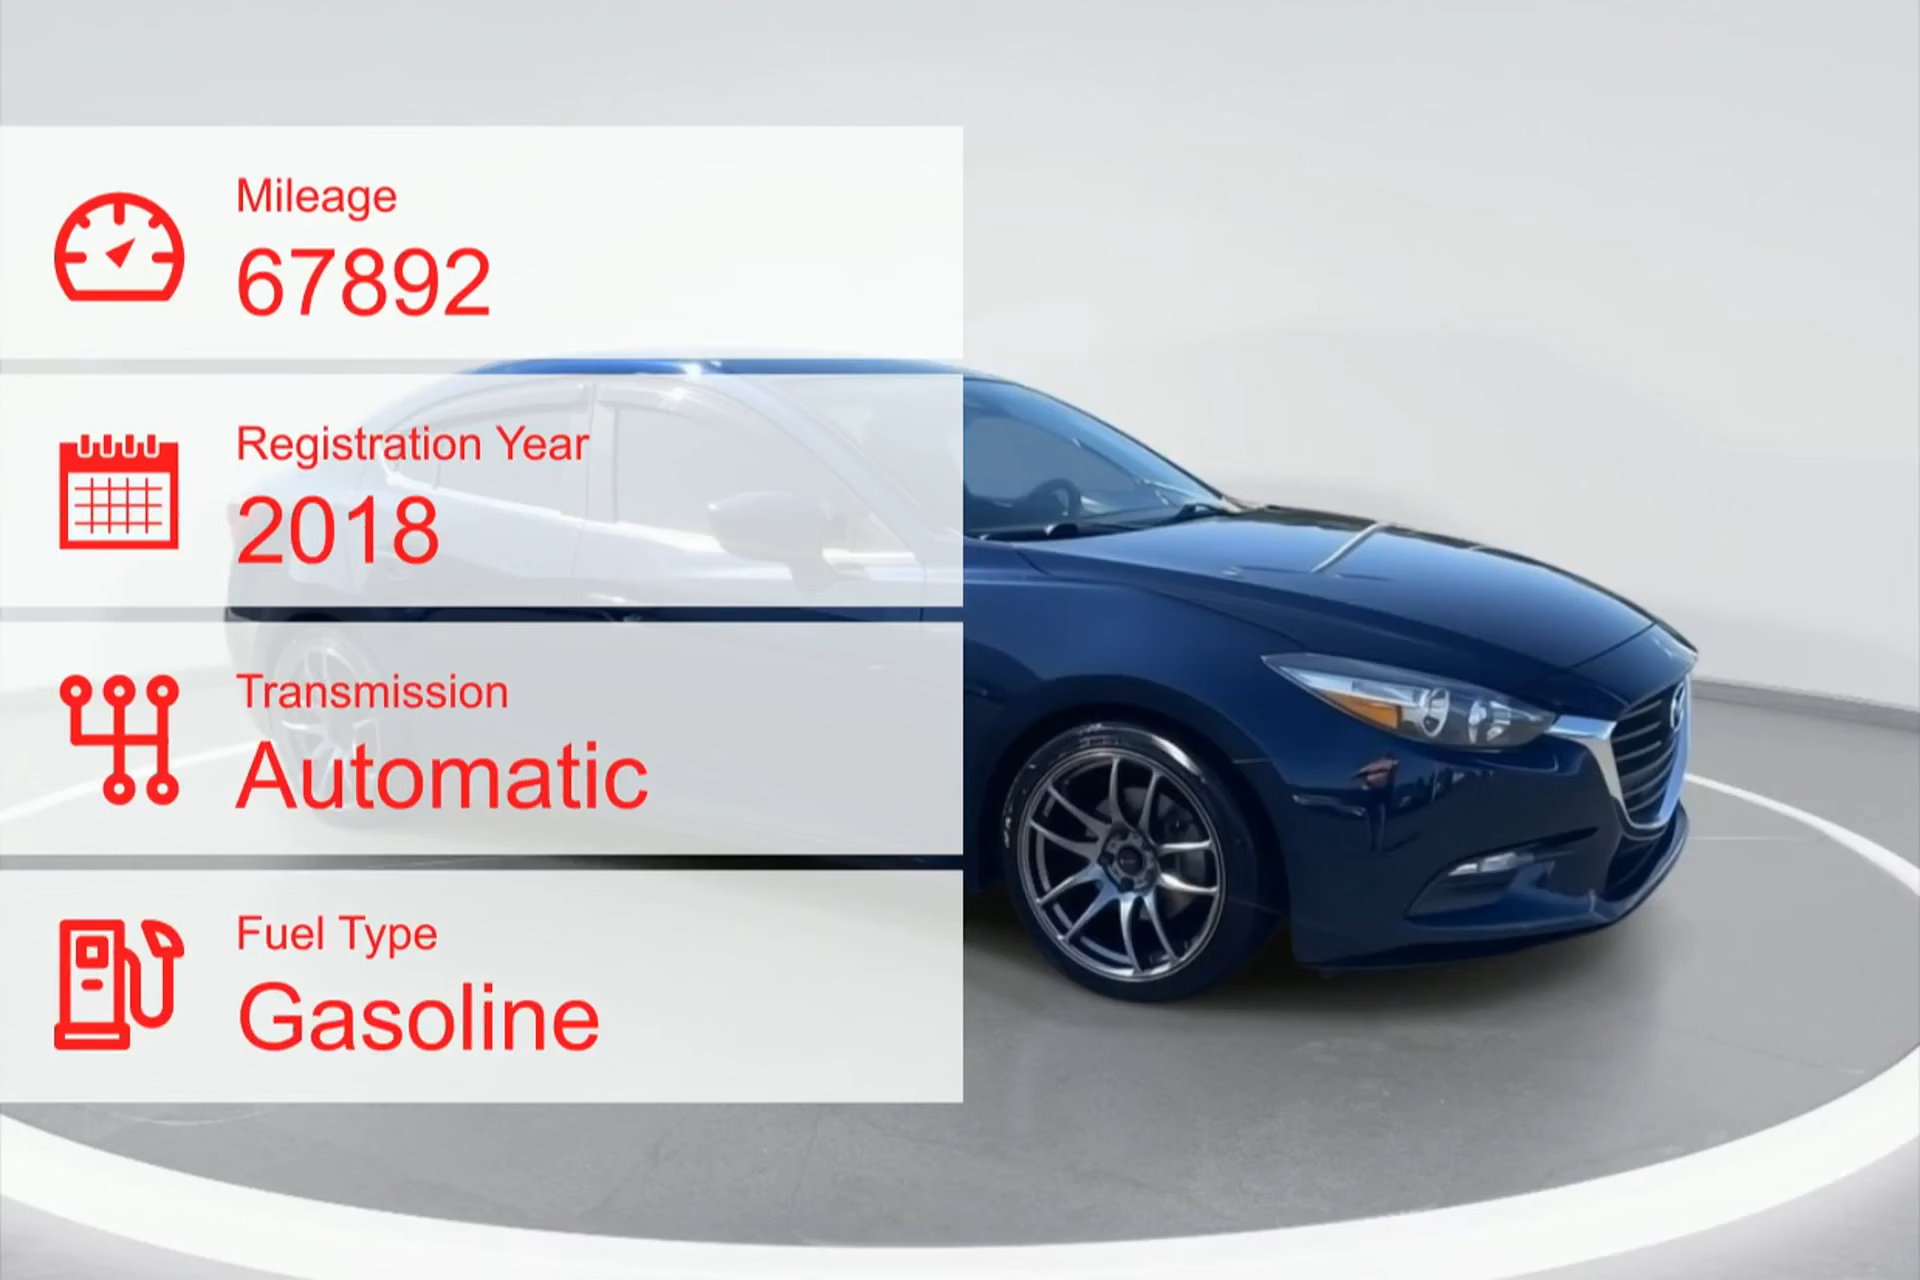 Mileage
67892
Registration Year
2018
Transmission
Automatic
Fuel Type
Gasoline